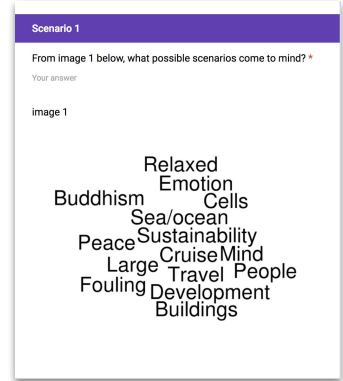 Scenario 1
From image 1 below, what possible scenarios come to mind? *
Your answer
image 1
Relaxed
Emotion
Buddhism Cells
Sea/ocean
Peace Sustainability
Cruise Mind
Large Travel People
Fouling Development
Buildings